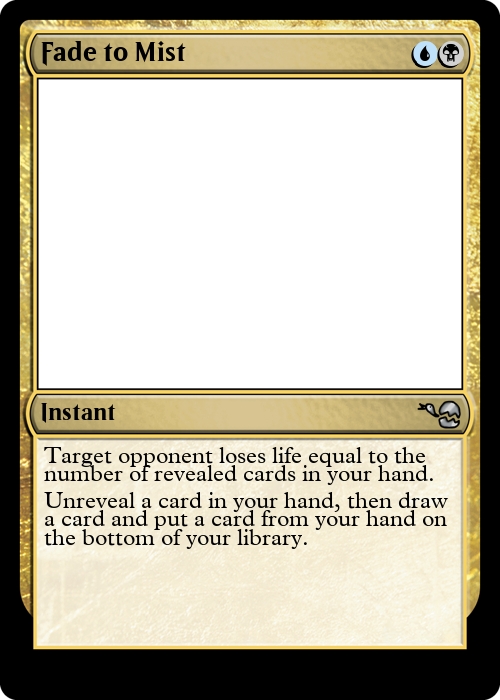 Fade to Mist
Instant
Target opponent loses life equal to the
number of revealed cards in your hand.
Unreveal a card in your hand, then draw
a card and put a card from your hand on
the bottom of your library.